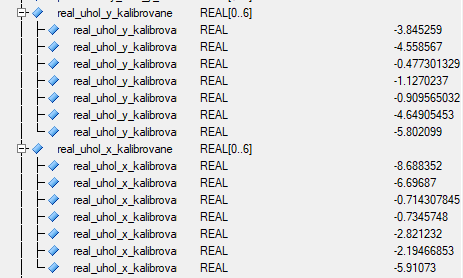 real_uhol_y_kalibrovane REAL[0..6]
real_uhol_y_kalibrova REAL -3.845259
real_uhol_y_kalibrova REAL -4.558567
real_uhol_y_kalibrova REAL -0.477301329
real_uhol_y_kalibrova REAL -1.1270237
real_uhol_y_kalibrova REAL -0.909565032
real_uhol_y_kalibrova REAL -4.64905453
real_uhol_y_kalibrova REAL -5.802099
real_uhol_x_kalibrovane REAL[0..6]
real_uhol_x_kalibrova REAL -8.688352
real_uhol_x_kalibrova REAL -6.69687
real_uhol_x_kalibrova REAL -0.714307845
real_uhol_x_kalibrova REAL -0.7345748
real_uhol_x_kalibrova REAL -2.821232
real_uhol_x_kalibrova REAL -2.19466853
real_uhol_x_kalibrova REAL -5.91073